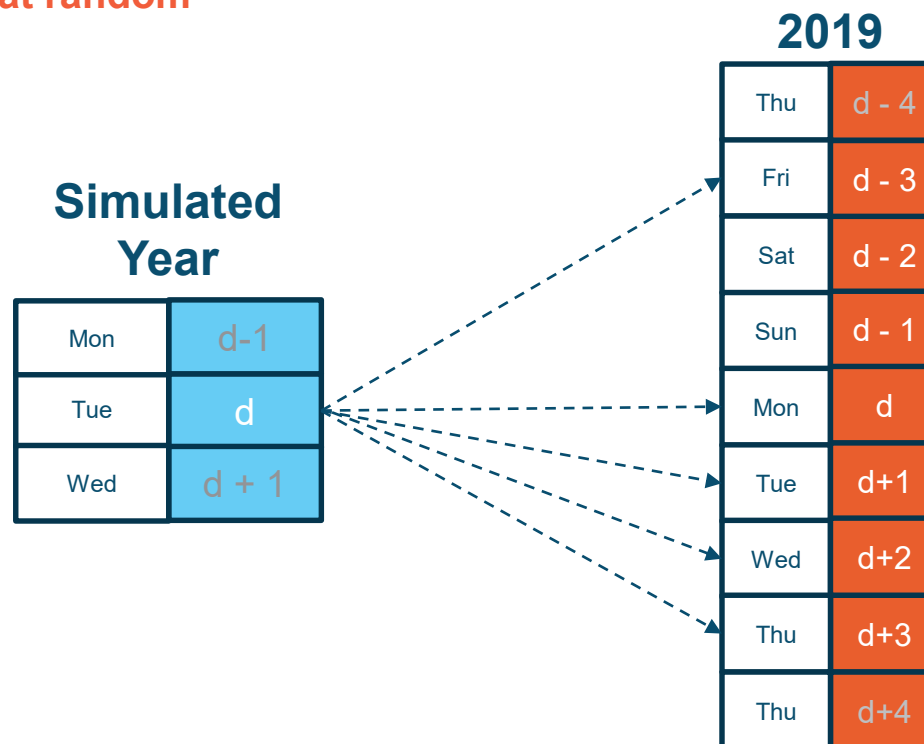 at random
2019
Simulated
Year
Mon d-1
Tue d
Wed d + 1
Thu d - 4
Fri d - 3
Sat d - 2
Sun d - 1
Mon d
Tue d+1
Wed d+2
Thu d+3
Thu d+4